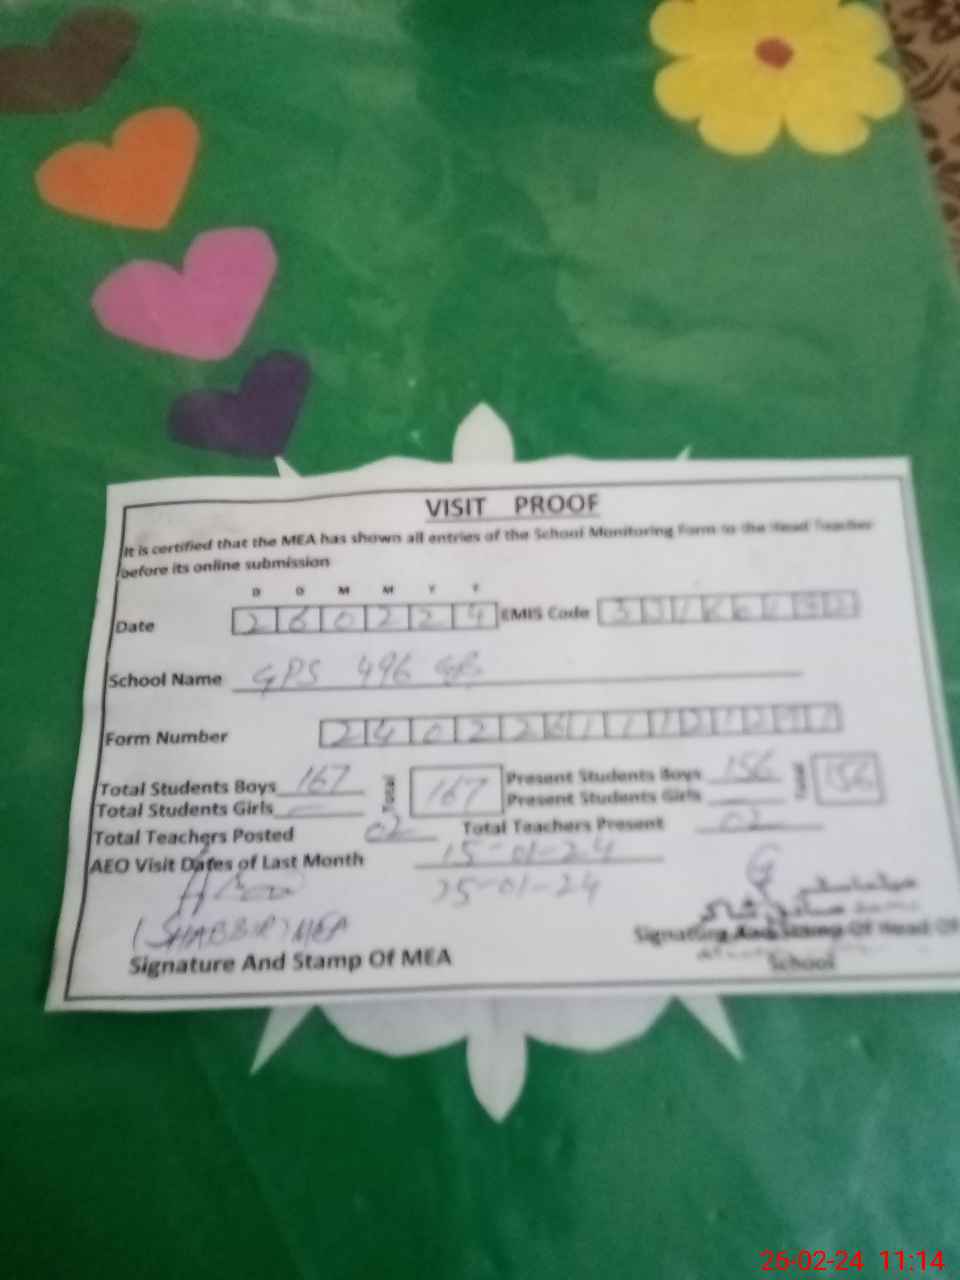 VISIT PROOF
It is certified that the MEA has shown all entries of the School Monitoring Form to the Head Teacher
before its online submission
D D M M Y Y
Date 2 6 0 2 2 4 EMIS Code
School Name GPS 496 GB
Form Number
Total Students Boys 167 Total 167 Present Students Boys 156 Total 156
Total Students Girls — Present Students Girls
Total Teachers Posted 02 Total Teachers Present 02
AEO Visit Dates of Last Month 15-01-24
25-01-24
(SHABBIR) MEA
Signature And Stamp Of MEA
Signature And Stamp Of Head Of
School
26-02-24 11:14